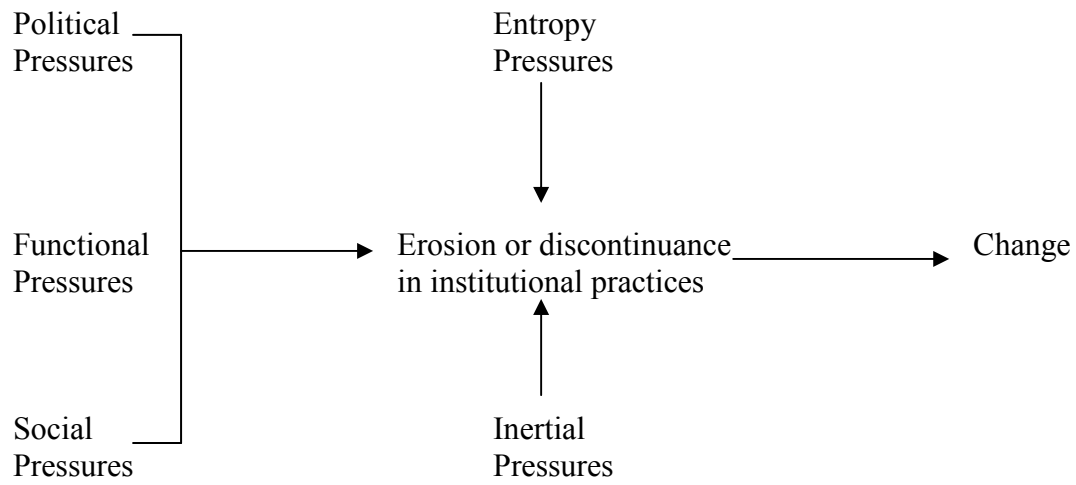 Political
Pressures
Entropy
Pressures
Functional
Pressures
Erosion or discontinuance
in institutional practices
Change
Social
Pressures
Inertial
Pressures